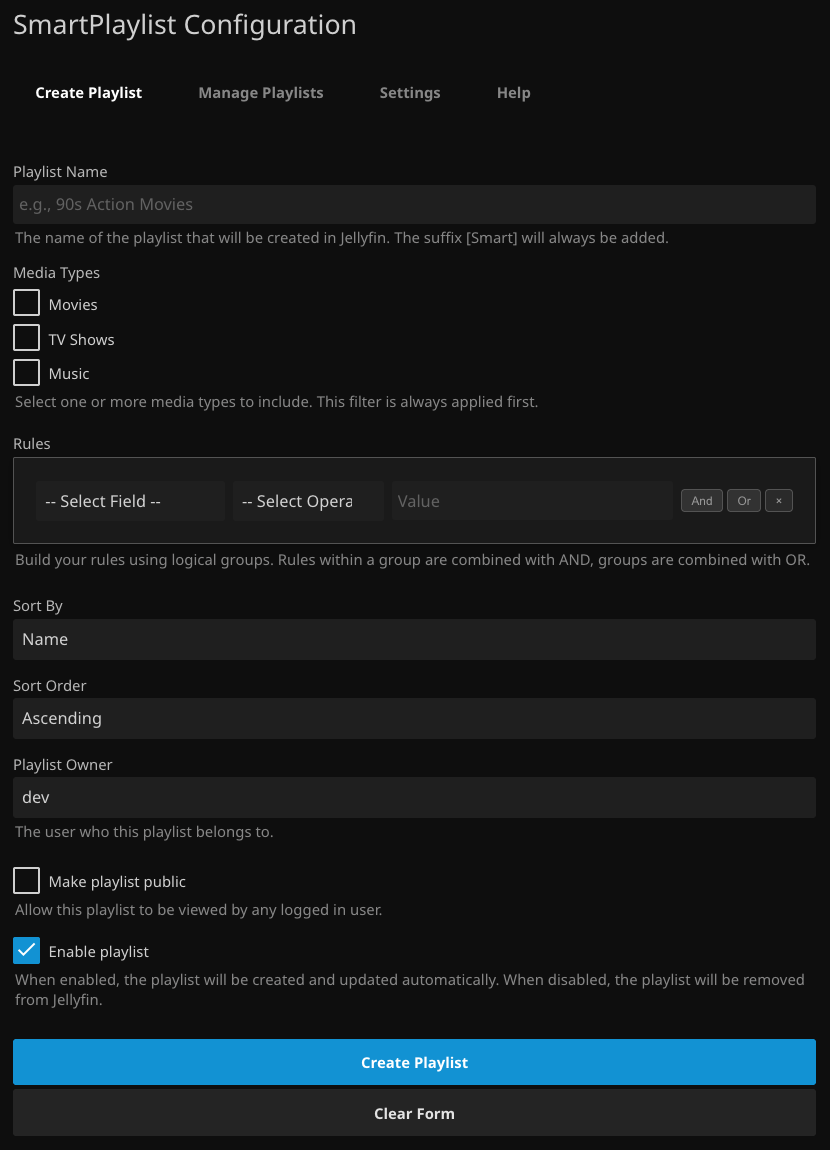 SmartPlaylist Configuration
Create Playlist Manage Playlists Settings Help
Playlist Name
e.g., 90s Action Movies
The name of the playlist that will be created in Jellyfin. The suffix [Smart] will always be added.
Media Types
Movies
TV Shows
Music
Select one or more media types to include. This filter is always applied first.
Rules
-- Select Field -- -- Select Opera Value And Or ×
Build your rules using logical groups. Rules within a group are combined with AND, groups are combined with OR.
Sort By
Name
Sort Order
Ascending
Playlist Owner
dev
The user who this playlist belongs to.
Make playlist public
Allow this playlist to be viewed by any logged in user.
Enable playlist
When enabled, the playlist will be created and updated automatically. When disabled, the playlist will be removed
from Jellyfin.
Create Playlist
Clear Form